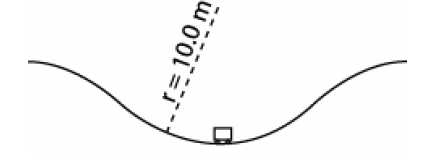 r = 10.0 m